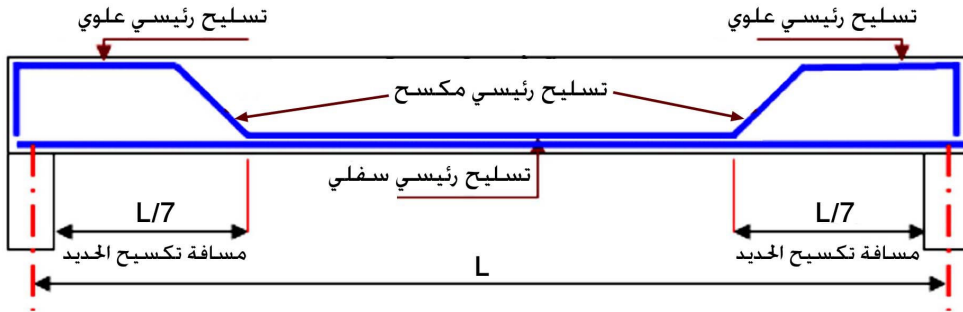 تسليح رئيسي علوي
تسليح رئيسي علوي
تسليح رئيسي مكسح
تسليح رئيسي سفلي
L/7
L/7
مسافة تكسيح الحديد
مسافة تكسيح الحديد
L